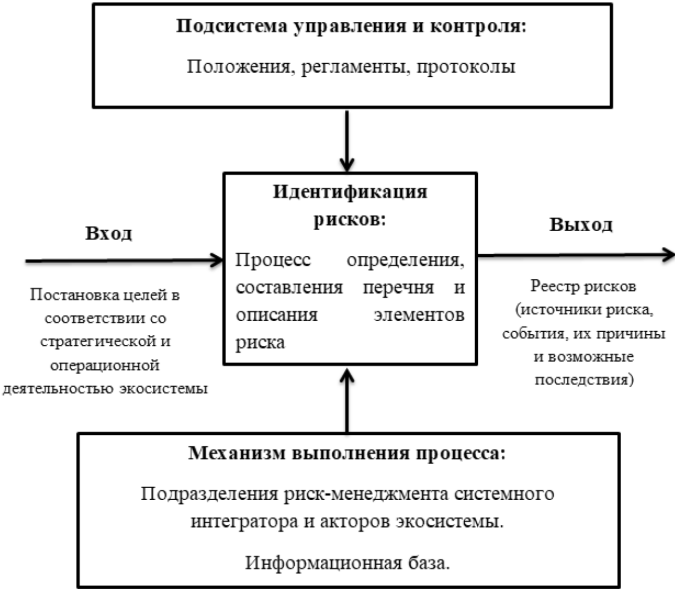 Подсистема управления и контроля:
Положения, регламенты, протоколы
Идентификация
рисков:
Процесс определения,
составления перечня и
описания элементов
риска
Вход
Постановка целей в
соответствии со
стратегической и
операционной
деятельностью экосистемы
Выход
Реестр рисков
(источники риска,
события, их причины
и возможные
последствия)
Механизм выполнения процесса:
Подразделения риск-менеджмента системного
интегратора и акторов экосистемы.
Информационная база.